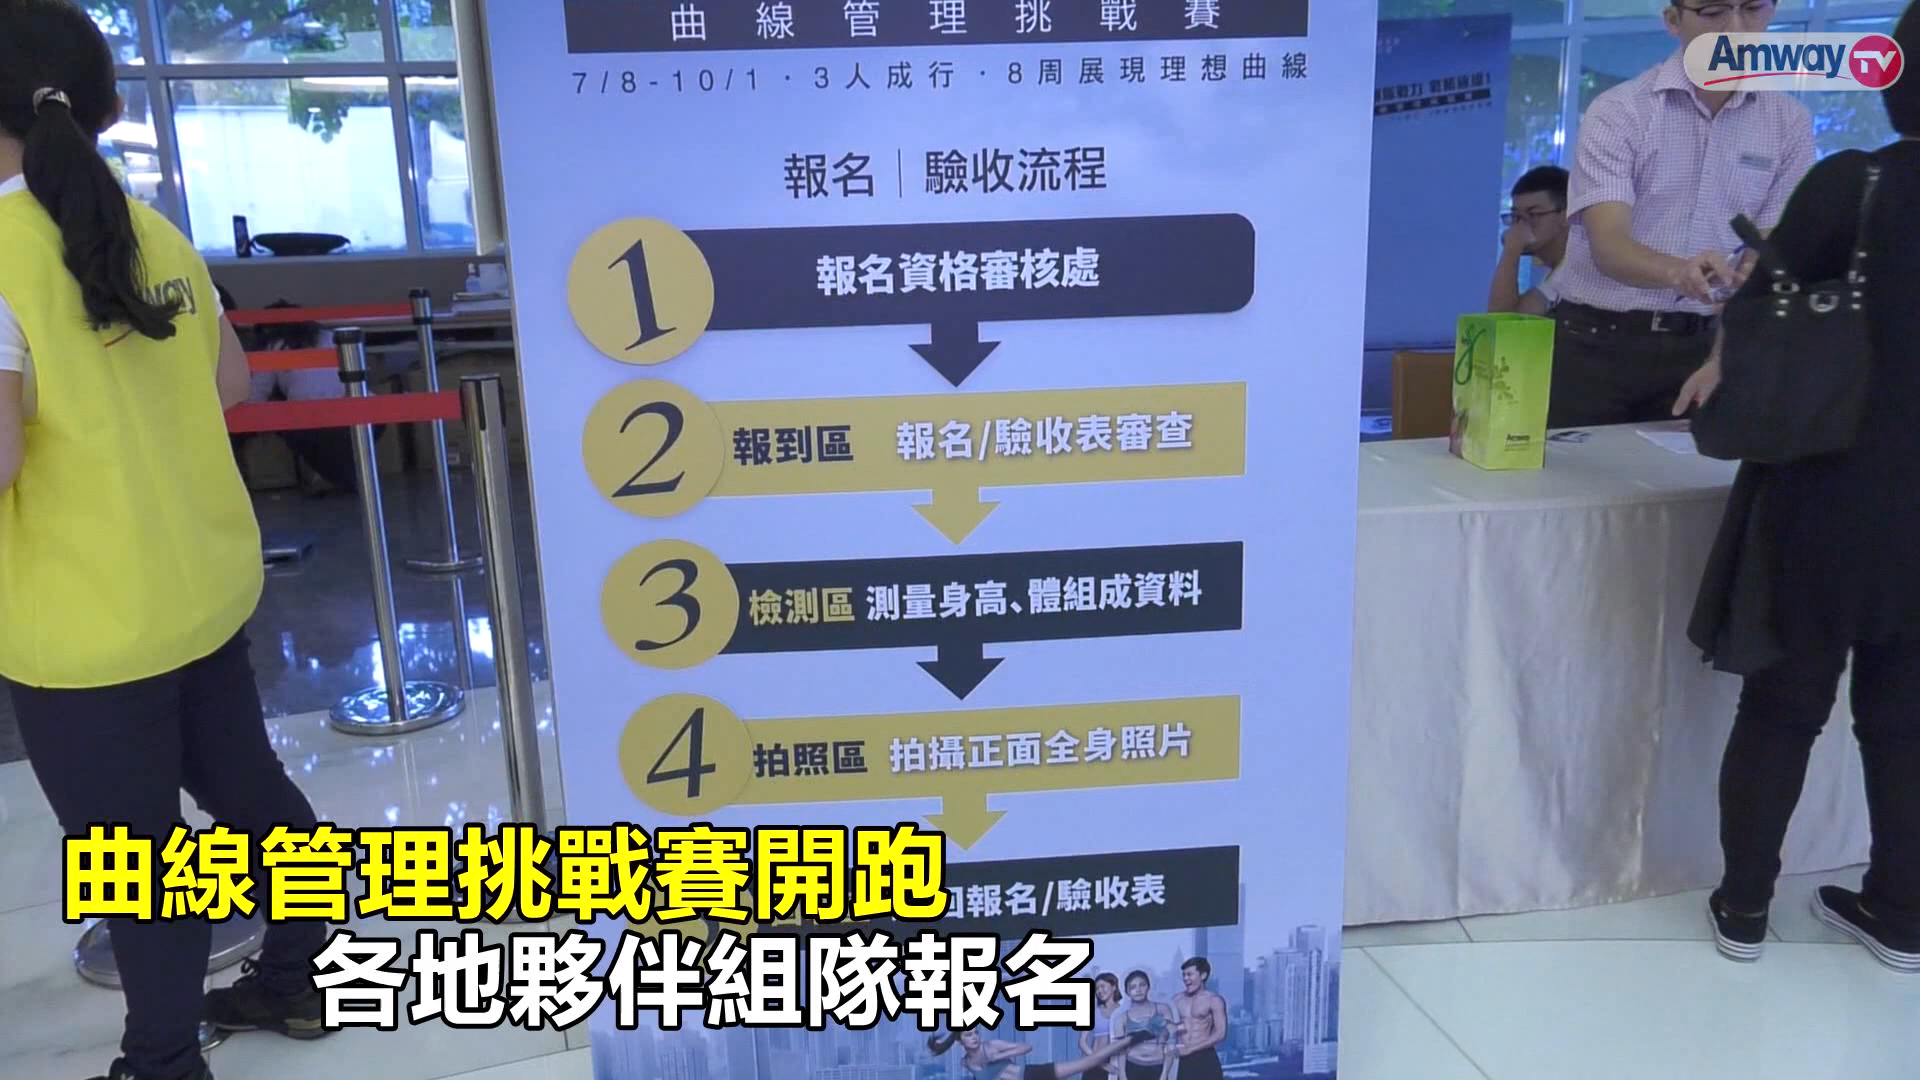 曲線管理挑戰賽
Amway TV
7/8-10/1·3人成行·8周展現理想曲線
報名｜驗收流程
1 報名資格審核處
2 報到區 報名/驗收表審查
3 檢測區 測量身高、體組成資料
4 拍照區 拍攝正面全身照片
回報名/驗收表
曲線管理挑戰賽開跑
各地夥伴組隊報名
Amway